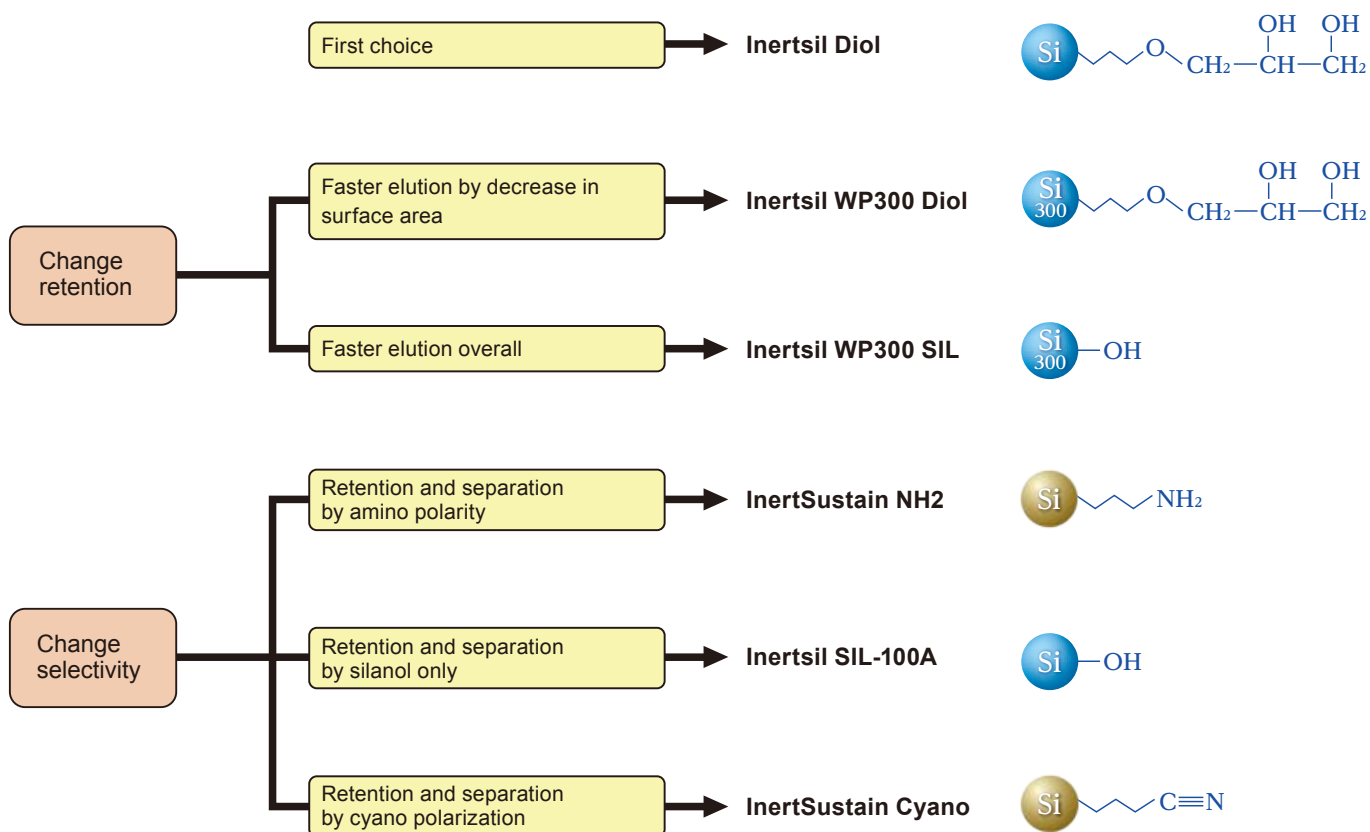 First choice
Inertsil Diol
Si
O
CH2
OH
CH
OH
CH2
Change
retention
Faster elution by decrease in
surface area
Inertsil WP300 Diol
Si
300
O
CH2
OH
CH
OH
CH2
Faster elution overall
Inertsil WP300 SIL
Si
300
OH
Change
selectivity
Retention and separation
by amino polarity
InertSustain NH2
Si
NH2
Retention and separation
by silanol only
Inertsil SIL-100A
Si
OH
Retention and separation
by cyano polarization
InertSustain Cyano
Si
C≡N